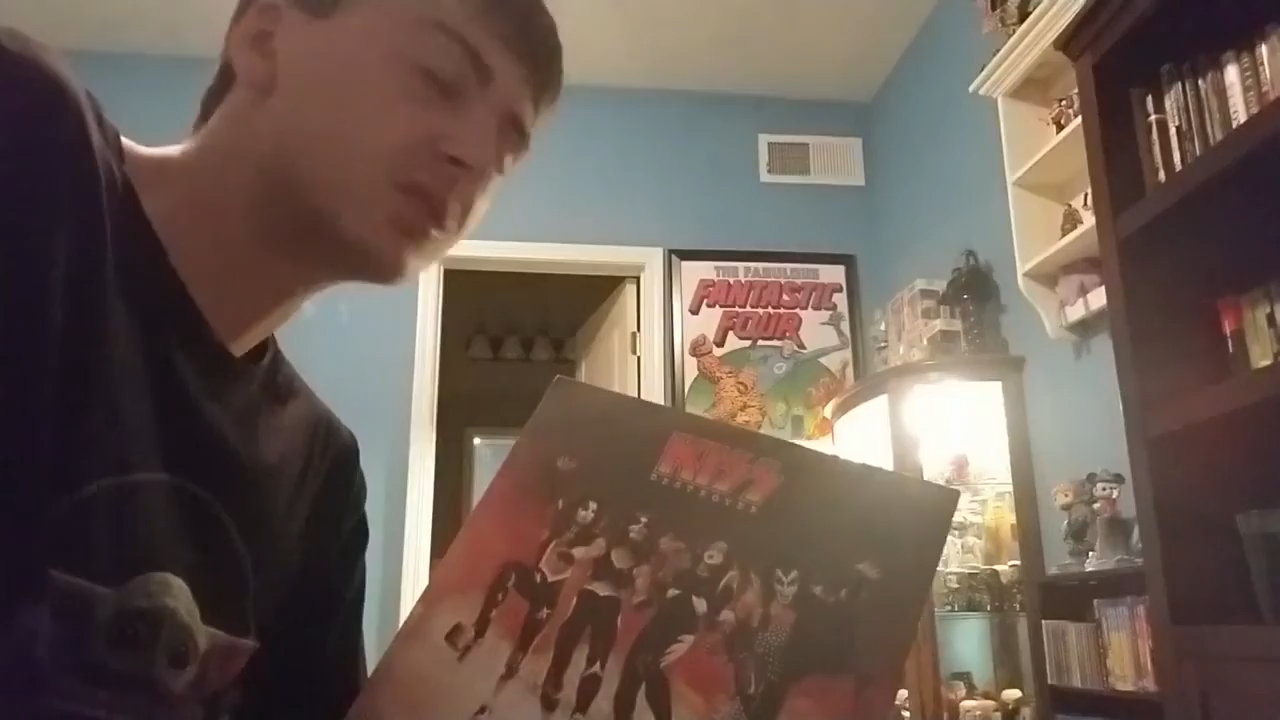 THE FABULOUS
FANTASTIC
FOUR
KISS
DESTROYER